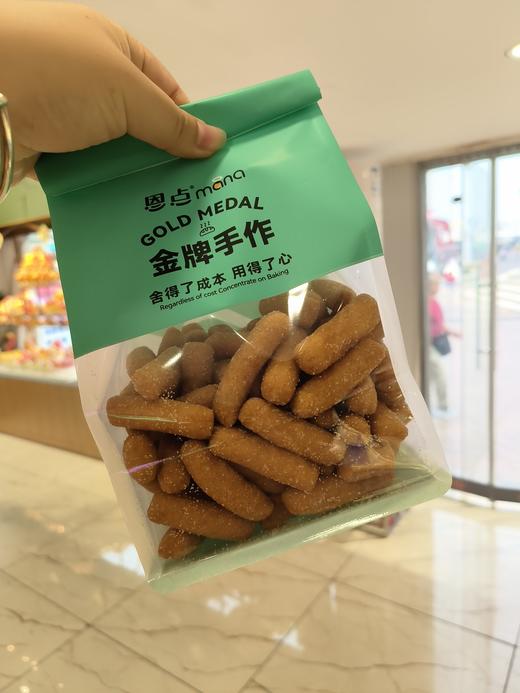 恩点® mana
GOLD MEDAL
金牌手作
舍得了成本 用得了心
Regardless of cost Concentrate on Baking